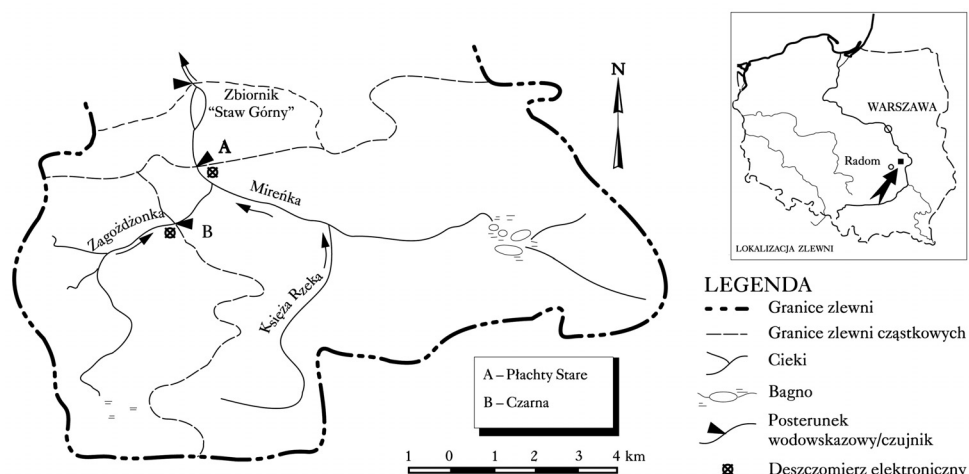 Zbiornik
“Staw Górny”
A
N
Mireńka
Zagożdżonka
B
Księża Rzeka
A – Płachty Stare
B – Czarna
1 0 1 2 3 4 km
WARSZAWA
Radom
LOKALIZACJA ZLEWNI
LEGENDA
Granice zlewni
Granice zlewni cząstkowych
Cieki
Bagno
Posterunek
wodowskazowy/czujnik
Deszczomierz elektroniczny